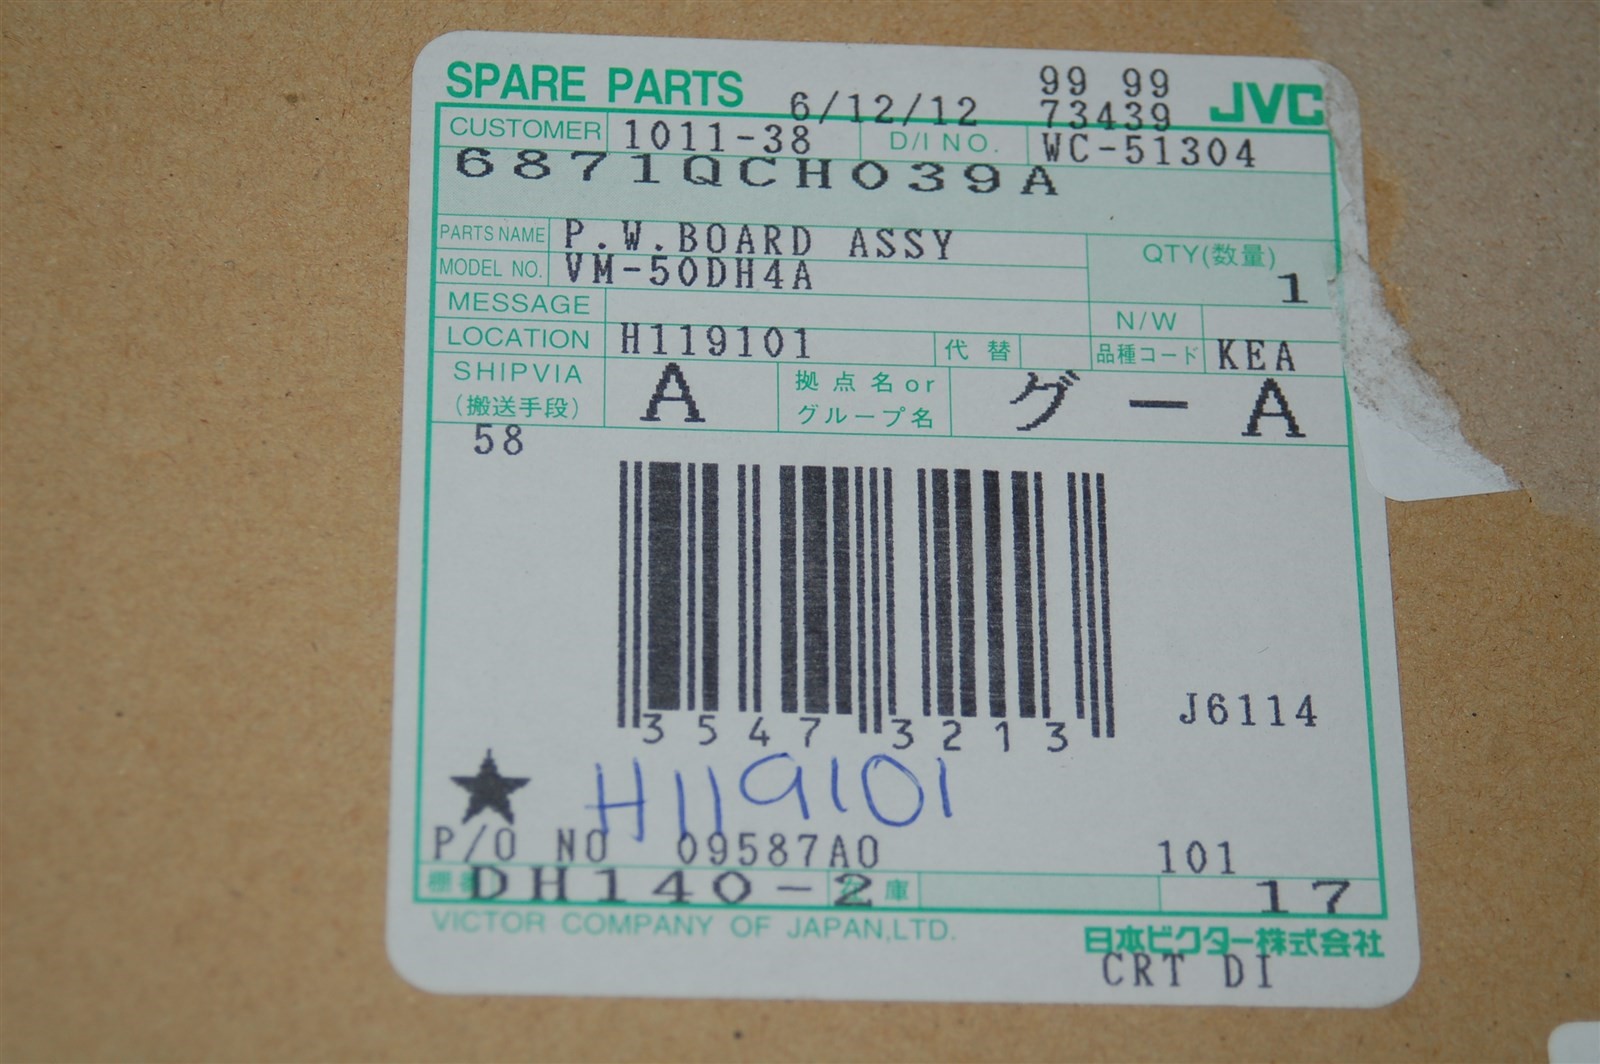 SPARE PARTS 6/12/12 99 99 JVC
73439
CUSTOMER 1011-38 D/I NO. WC-51304
6871QCH039A
PARTS NAME P.W.BOARD ASSY QTY(数量)
MODEL NO. VM-50DH4A 1
MESSAGE N/W
LOCATION H119101 代替 品種コード KEA
SHIPVIA A 拠点名or グーA
(搬送手段) グループ名
58
J6114
3547 3213
★ H119101
P/O NO 09587A0 101
棚番 DH140-2 庫 17
VICTOR COMPANY OF JAPAN,LTD. 日本ビクター株式会社
CRT DI